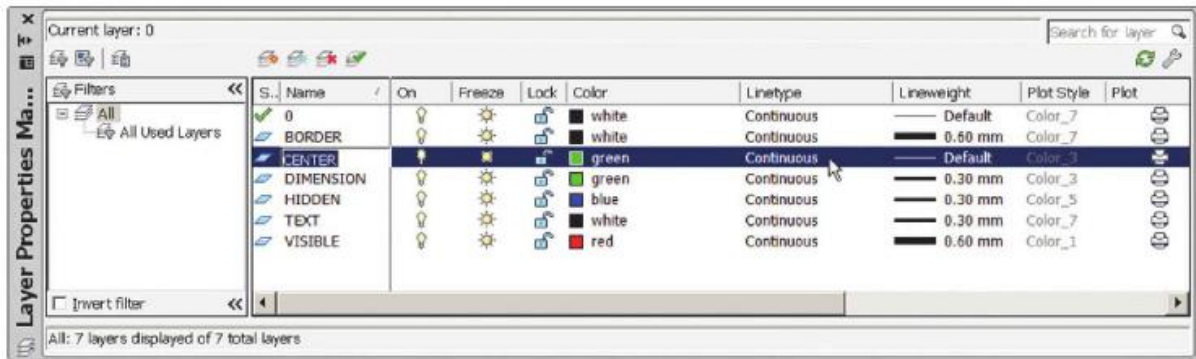 Layer Properties Ma...
Current layer: 0
Search for layer
Filters
All
All Used Layers
Invert filter
S.. Name On Freeze Lock Color Linetype Lineweight Plot Style Plot
0 white Continuous Default Color_7
BORDER white Continuous 0.60 mm Color_7
CENTER green Continuous Default Color_3
DIMENSION green Continuous 0.30 mm Color_3
HIDDEN blue Continuous 0.30 mm Color_5
TEXT white Continuous 0.30 mm Color_7
VISIBLE red Continuous 0.60 mm Color_1
All: 7 layers displayed of 7 total layers